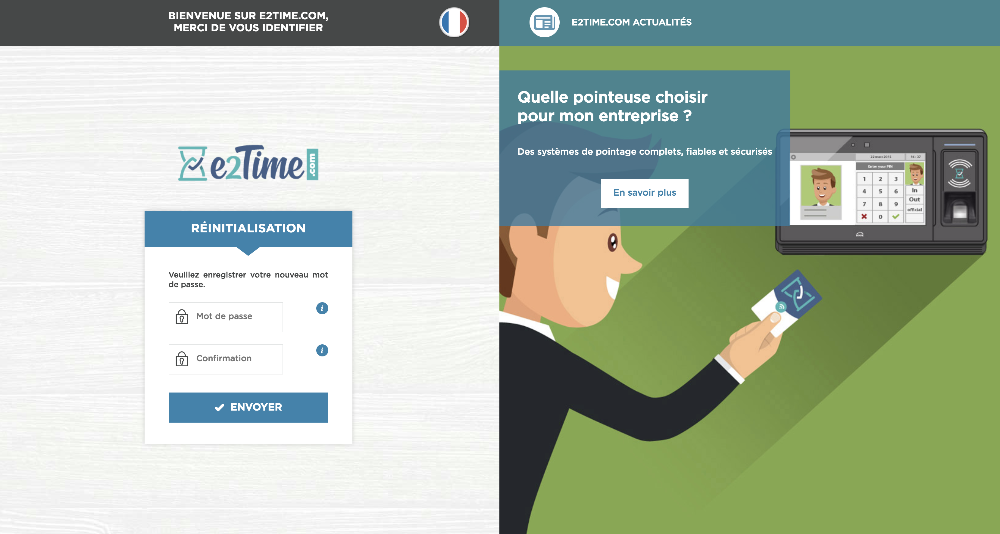 BIENVENUE SUR E2TIME.COM,
MERCI DE VOUS IDENTIFIER
e2Time.com
RÉINITIALISATION
Veuillez enregistrer votre nouveau mot
de passe.
Mot de passe
i
Confirmation
i
ENVOYER
E2TIME.COM ACTUALITÉS
Quelle pointeuse choisir
pour mon entreprise ?
Des systèmes de pointage complets, fiables et sécurisés
En savoir plus
22 mars 2015 16:27
Enter your PIN
1 2 3
4 5 6 In
7 8 9 Out
0 official